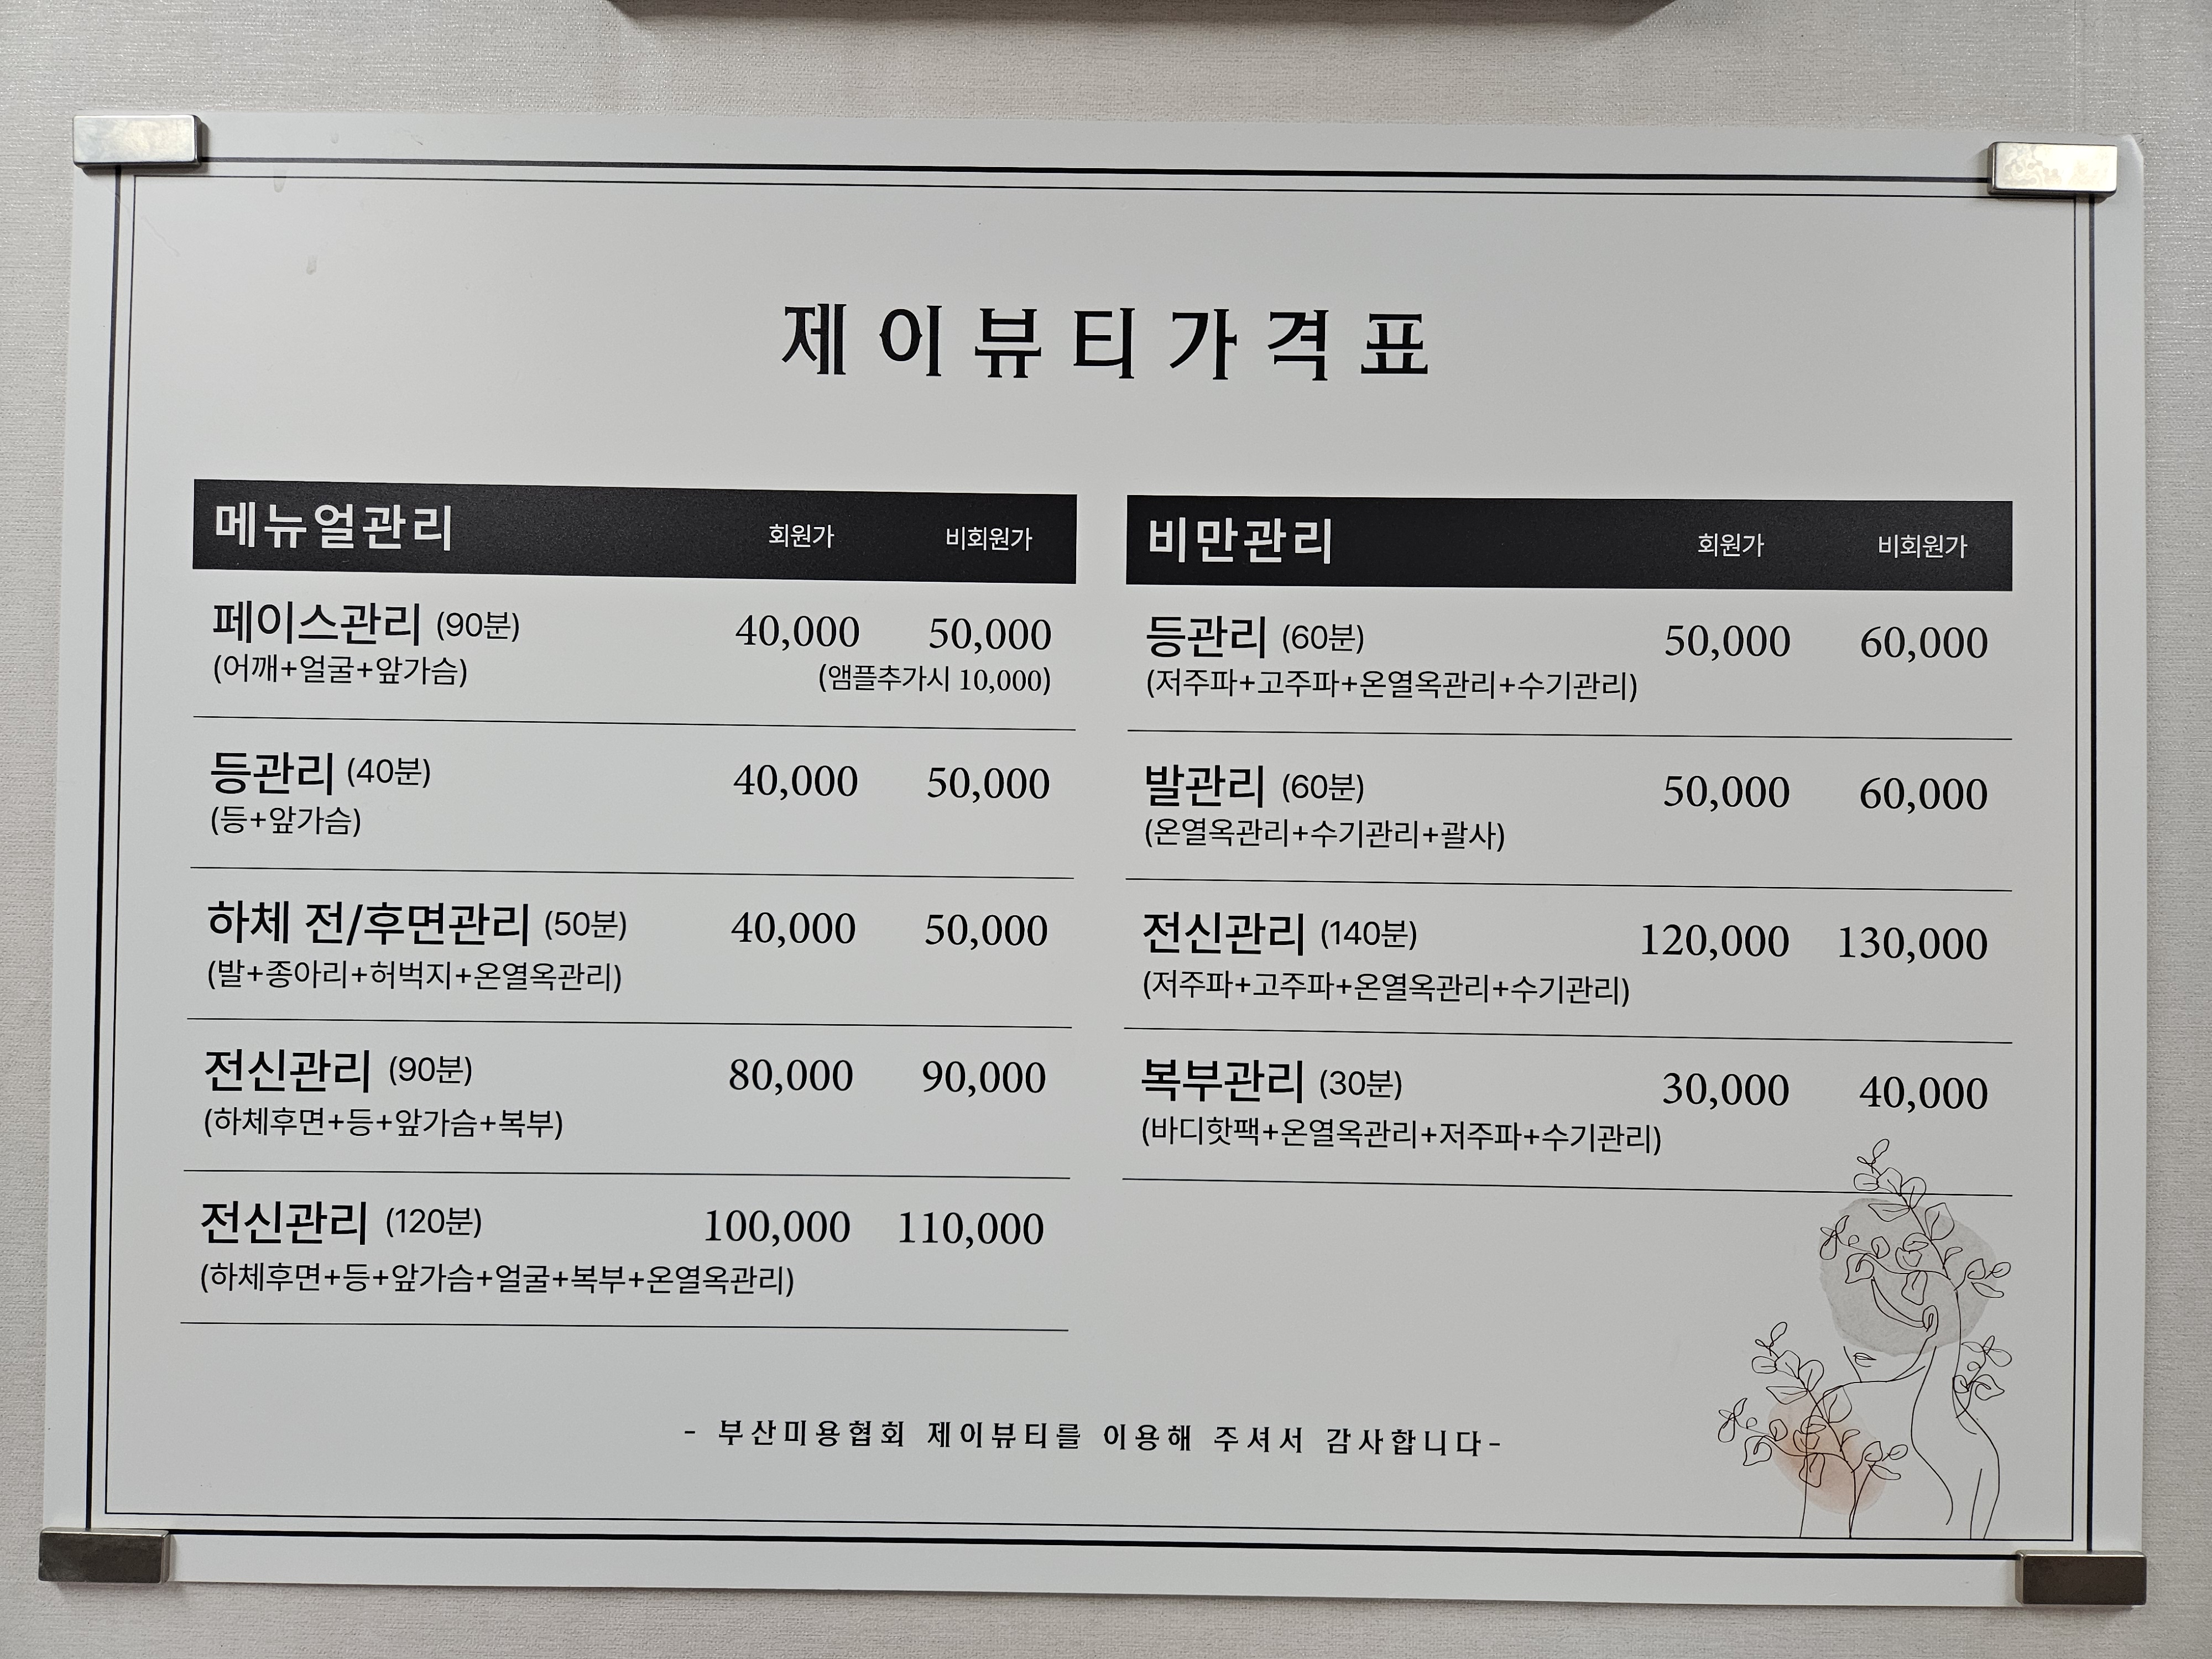 제이뷰티가격표
메뉴얼관리 회원가 비회원가
페이스관리 (90분) 40,000 50,000
(어깨+얼굴+앞가슴) (앰플추가시 10,000)
등관리 (40분) 40,000 50,000
(등+앞가슴)
하체 전/후면관리 (50분) 40,000 50,000
(발+종아리+허벅지+온열옥관리)
전신관리 (90분) 80,000 90,000
(하체후면+등+앞가슴+복부)
전신관리 (120분) 100,000 110,000
(하체후면+등+앞가슴+얼굴+복부+온열옥관리)
비만관리 회원가 비회원가
등관리 (60분) 50,000 60,000
(저주파+고주파+온열옥관리+수기관리)
발관리 (60분) 50,000 60,000
(온열옥관리+수기관리+괄사)
전신관리 (140분) 120,000 130,000
(저주파+고주파+온열옥관리+수기관리)
복부관리 (30분) 30,000 40,000
(바디핫팩+온열옥관리+저주파+수기관리)
- 부산미용협회 제이뷰티를 이용해 주셔서 감사합니다-